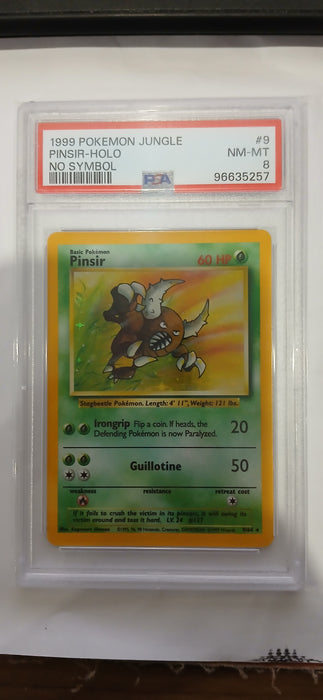 1999 POKEMON JUNGLE #9
PINSIR-HOLO NM-MT
NO SYMBOL 8
PSA 96635257
Basic Pokémon
Pinsir 60 HP
Stagbeetle Pokémon. Length: 4' 11", Weight: 121 lbs.
Irongrip Flip a coin. If heads, the 20
Defending Pokémon is now Paralyzed.
Guillotine 50
weakness resistance retreat cost
If it fails to crush the victim in its pincers, it will swing its
victim around and toss it hard. LV. 24 #127